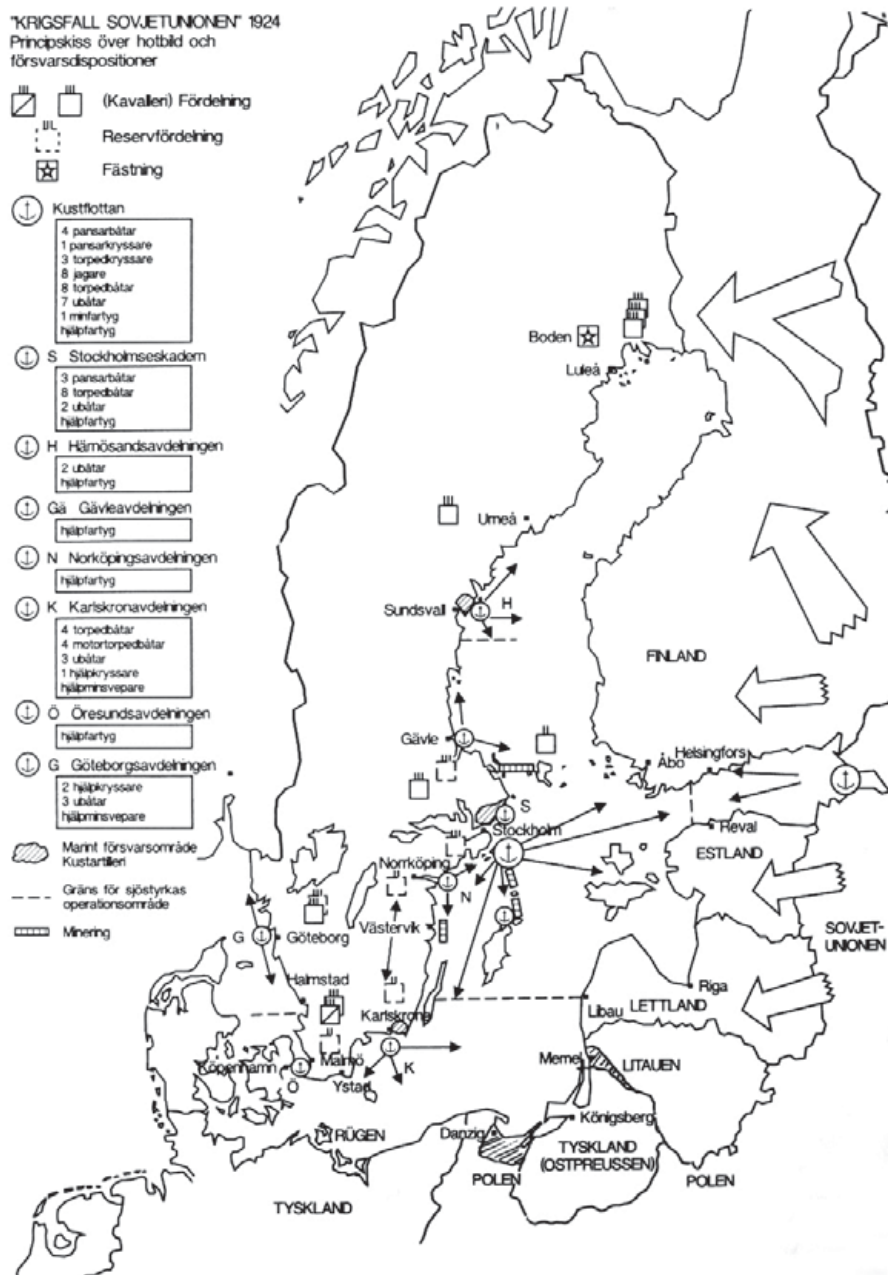 "KRIGSFALL SOVJETUNIONEN" 1924
Principskiss över hotbild och
försvarsdispositioner
(Kavalleri) Fördelning
Reservfördelning
Fästning
Kustflottan
4 pansarbåtar
1 pansarkryssare
3 torpedkryssare
8 jagare
8 torpedbåtar
7 ubåtar
1 minfartyg
hjälpfartyg
S Stockholmseskadern
3 pansarbåtar
8 torpedbåtar
2 ubåtar
hjälpfartyg
H Härnösandsavdelningen
2 ubåtar
hjälpfartyg
Gä Gävleavdelningen
hjälpfartyg
N Norköpingsavdelningen
hjälpfartyg
K Karlskronavdelningen
4 torpedbåtar
4 motortorpedbåtar
3 ubåtar
1 hjälpkryssare
hjälpminsvepare
Ö Öresundsavdelningen
hjälpfartyg
G Göteborgsavdelningen
2 hjälpkryssare
3 ubåtar
hjälpminsvepare
Marint försvarsområde
Kustartilleri
Gräns för sjöstyrkas
operationsområde
Minering
Boden
Luleå
Umeå
Sundsvall
H
FINLAND
Gävle
Helsingfors
Åbo
S
Stockholm
Reval
ESTLAND
Norrköping
N
Västervik
SOVJET-
UNIONEN
G
Göteborg
Halmstad
Riga
LETTLAND
Libau
Karlskrona
Memel
LITAUEN
Köpenhamn
Malmö
K
Ö
Ystad
Königsberg
RÜGEN
Danzig
TYSKLAND
(OSTPREUSSEN)
POLEN
POLEN
TYSKLAND